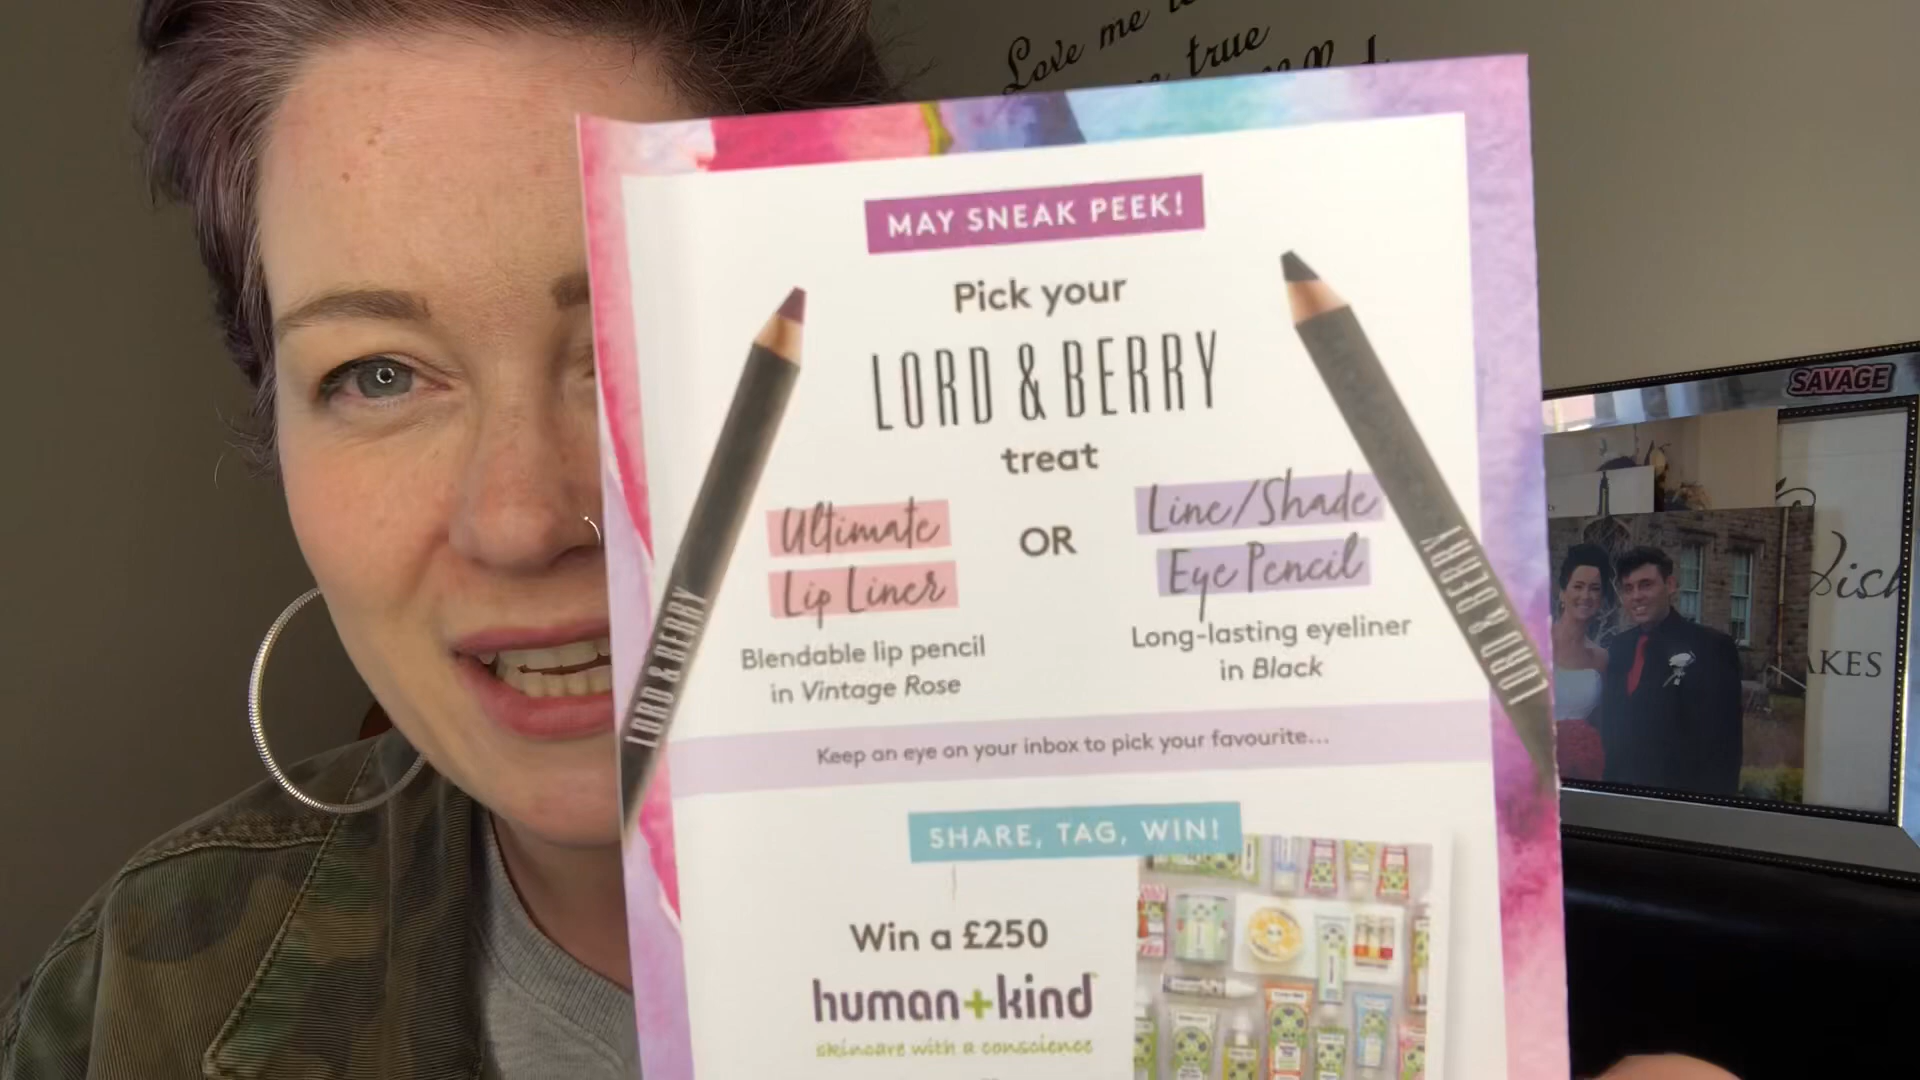 Love me
true
MAY SNEAK PEEK!
Pick your
LORD & BERRY
treat
Ultimate
Lip Liner
Blendable lip pencil
in Vintage Rose
OR
Line/Shade
Eye Pencil
Long-lasting eyeliner
in Black
LORD & BERRY
LORD & BERRY
Keep an eye on your inbox to pick your favourite...
SHARE, TAG, WIN!
Win a £250
human+kind
skincare with a conscience
SAVAGE